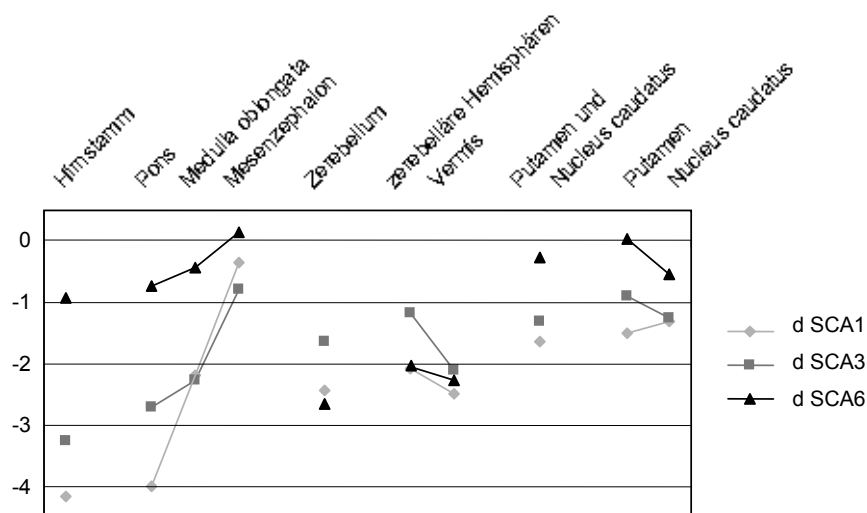 Hirnstamm
Pons
Medulla oblongata
Mesenzephalon
Zerebellum
zerebelläre Hemisphären
Vermis
Putamen und
Nucleus caudatus
Putamen
Nucleus caudatus
0
-1
-2
-3
-4
d SCA1
d SCA3
d SCA6